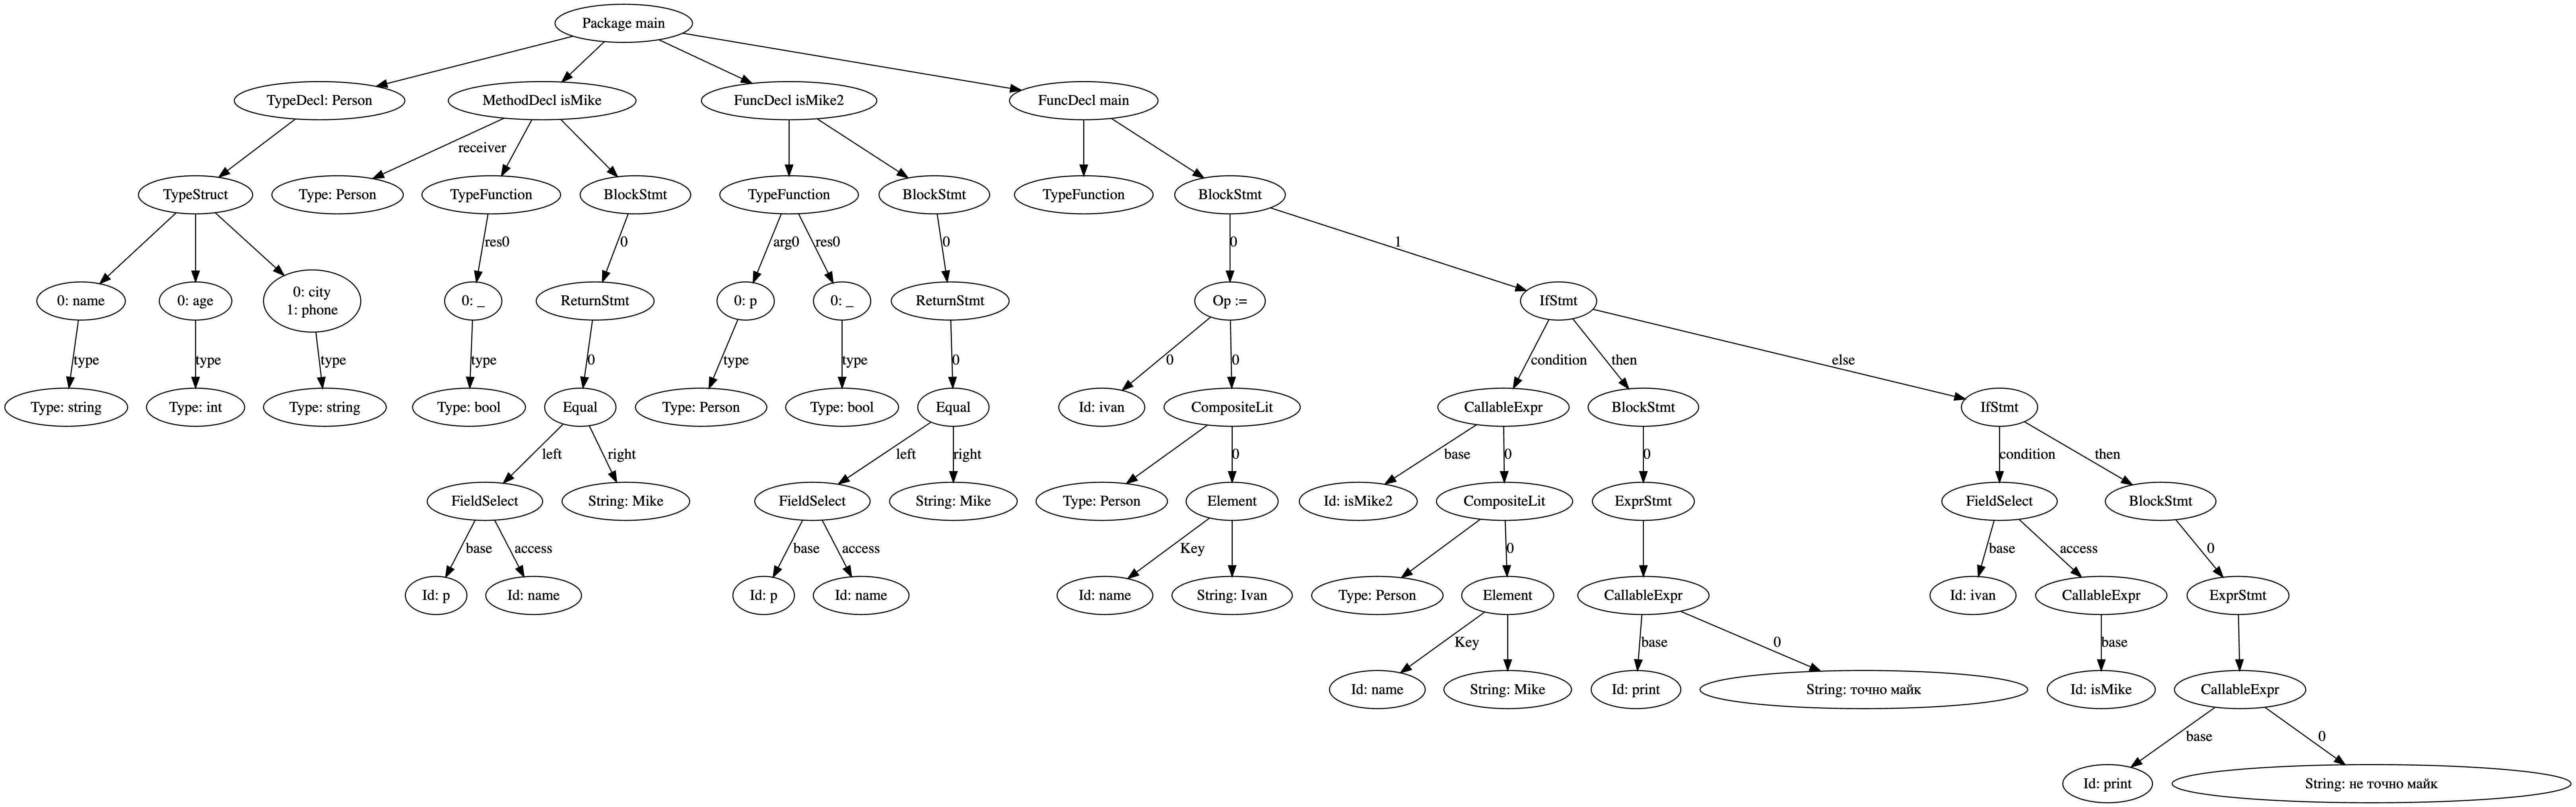 Package main
TypeDecl: Person
MethodDecl isMike
FuncDecl isMike2
FuncDecl main
receiver
TypeStruct
Type: Person
TypeFunction
BlockStmt
TypeFunction
BlockStmt
TypeFunction
BlockStmt
res0
0
arg0
res0
0
0
1
0: name
0: age
0: city
1: phone
0: _
ReturnStmt
0: p
0: _
ReturnStmt
Op :=
IfStmt
type
type
type
type
0
type
type
0
0
0
condition
then
else
Type: string
Type: int
Type: string
Type: bool
Equal
Type: Person
Type: bool
Equal
Id: ivan
CompositeLit
CallableExpr
BlockStmt
IfStmt
left
right
left
right
0
base
0
0
condition
then
FieldSelect
String: Mike
FieldSelect
String: Mike
Type: Person
Element
Id: isMike2
CompositeLit
ExprStmt
FieldSelect
BlockStmt
base
access
base
access
Key
0
base
access
0
Id: p
Id: name
Id: p
Id: name
Id: name
String: Ivan
Type: Person
Element
CallableExpr
Id: ivan
CallableExpr
ExprStmt
Key
base
0
base
Id: name
String: Mike
Id: print
String: точно майк
Id: isMike
CallableExpr
base
0
Id: print
String: не точно майк